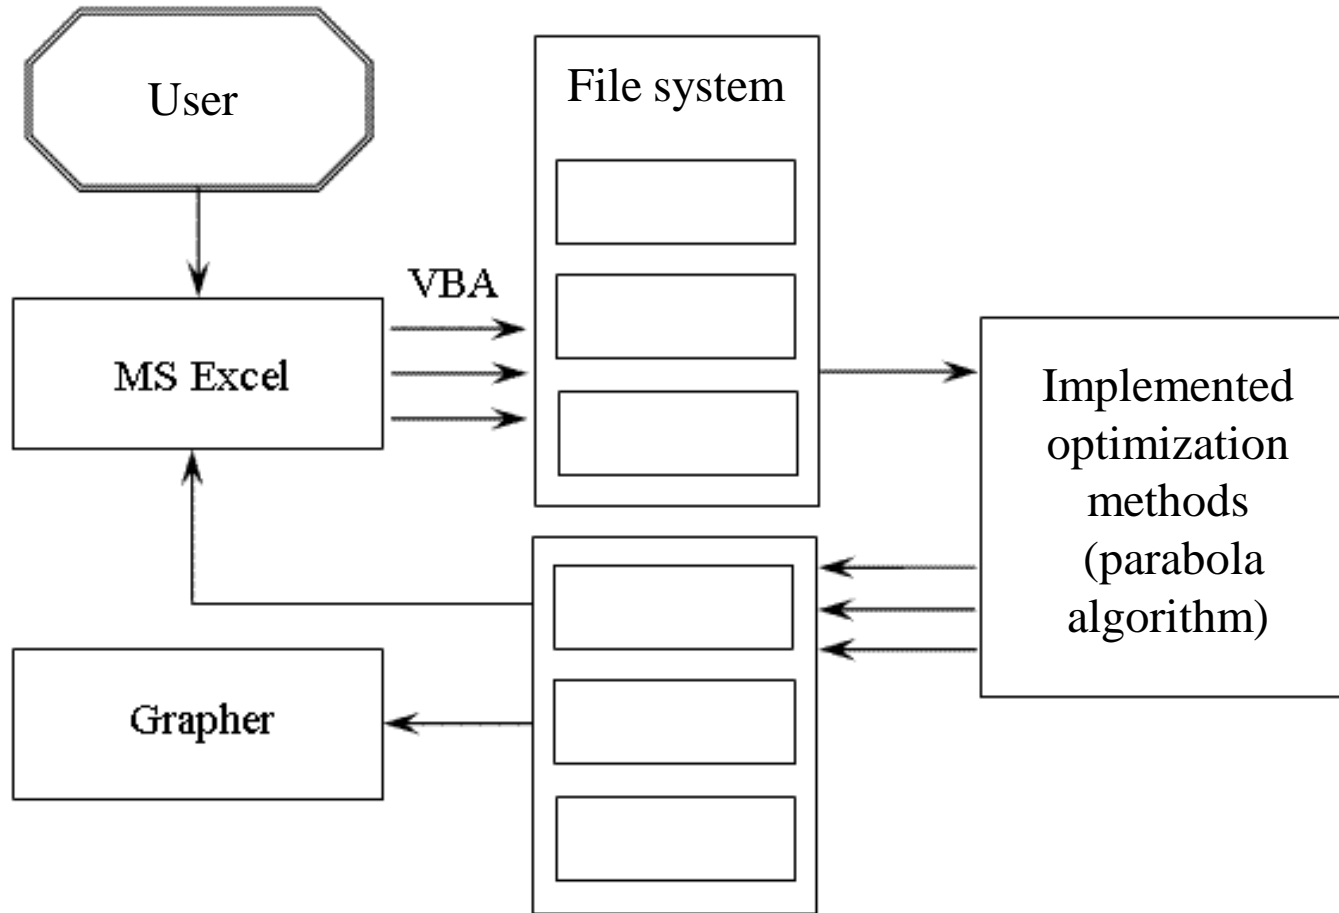 User
File system
VBA
MS Excel
Implemented
optimization
methods
(parabola
algorithm)
Grapher